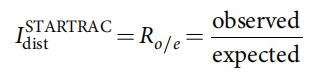 I_dist^STARTRAC = R_o/e = observed / expected